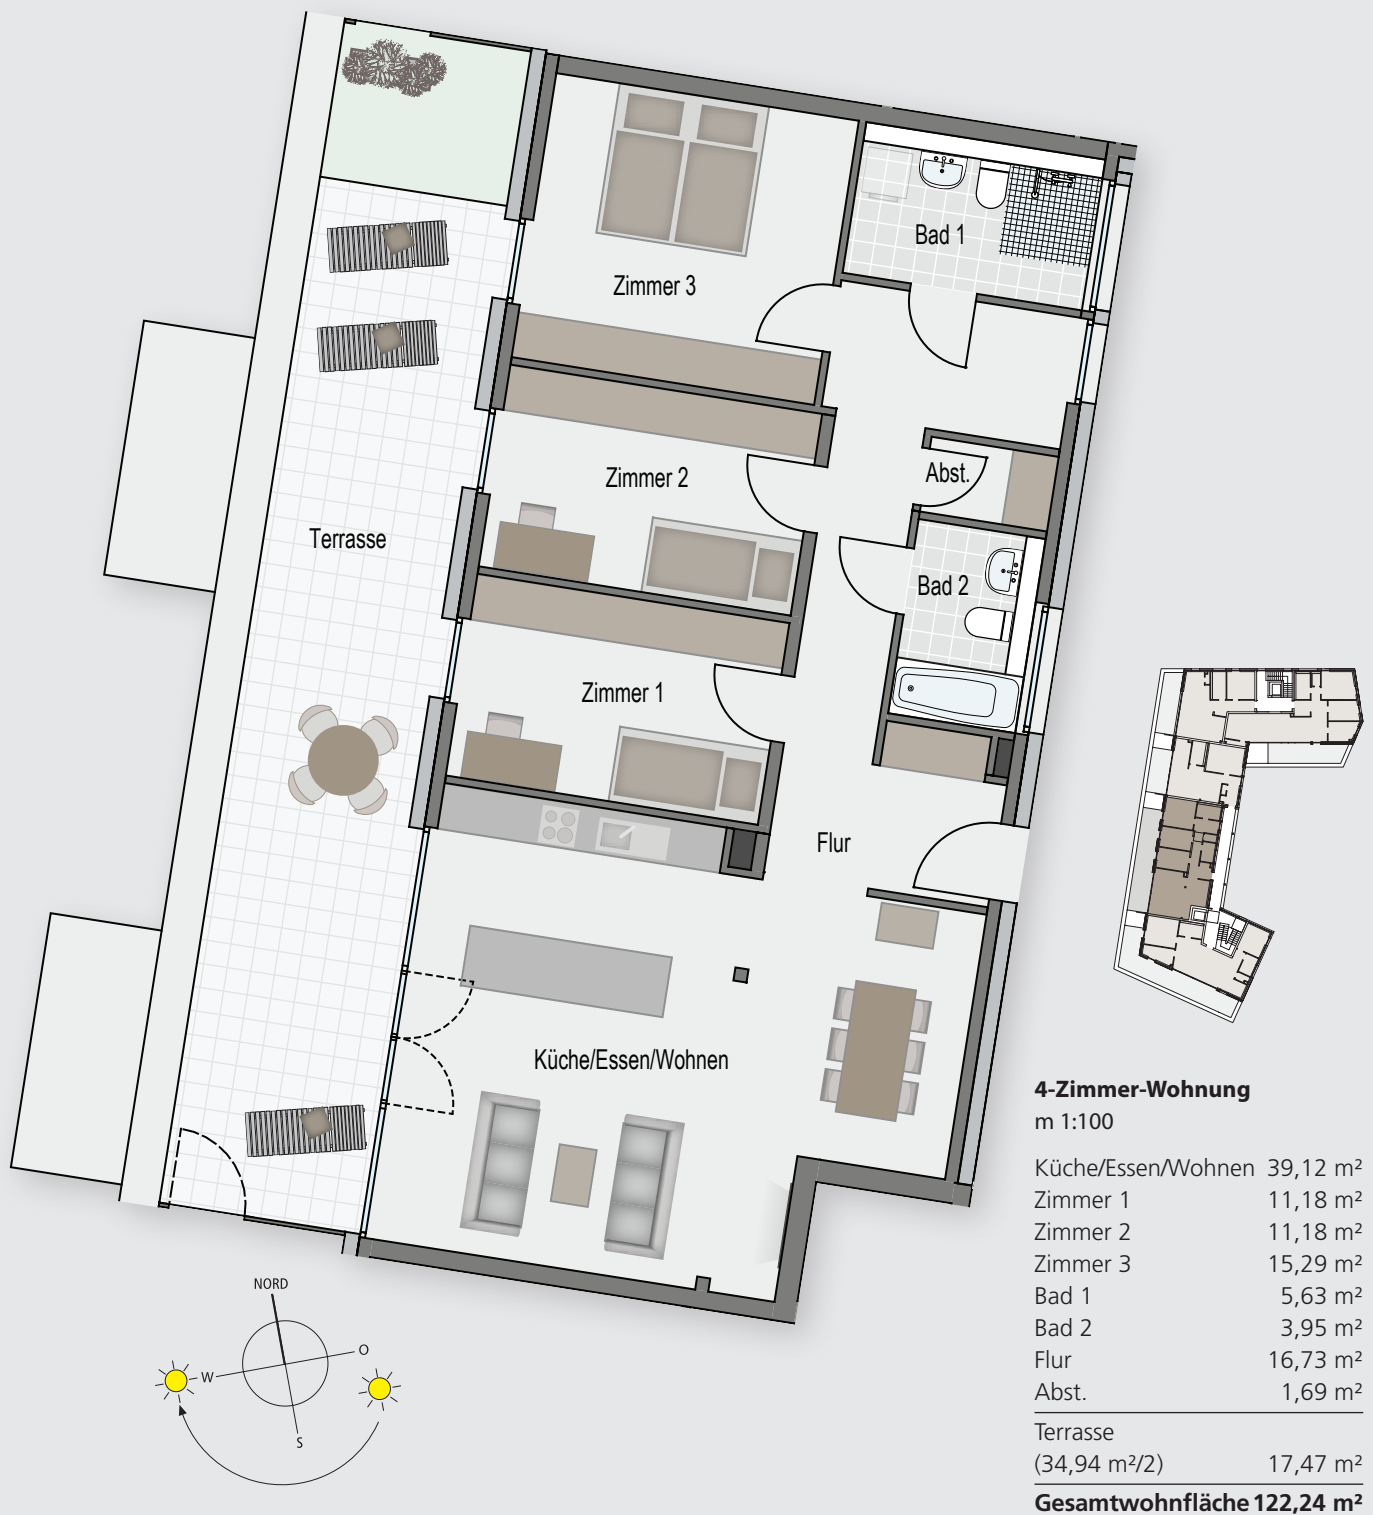 Bad 1
Zimmer 3
Abst.
Zimmer 2
Terrasse
Bad 2
Zimmer 1
Flur
Küche/Essen/Wohnen
NORD
O
W
S
4-Zimmer-Wohnung
m 1:100
Küche/Essen/Wohnen 39,12 m²
Zimmer 1 11,18 m²
Zimmer 2 11,18 m²
Zimmer 3 15,29 m²
Bad 1 5,63 m²
Bad 2 3,95 m²
Flur 16,73 m²
Abst. 1,69 m²
Terrasse
(34,94 m²/2) 17,47 m²
Gesamtwohnfläche 122,24 m²